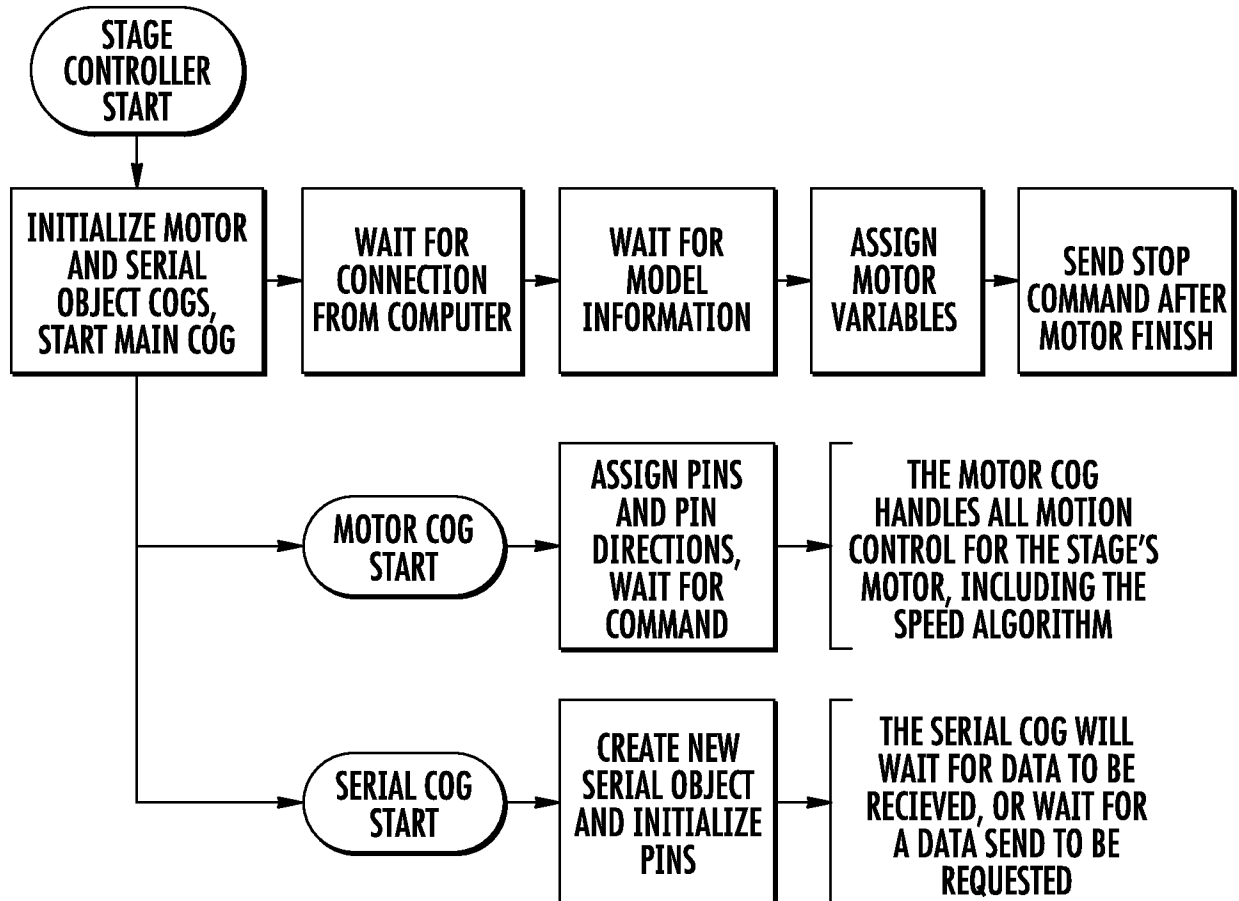 STAGE
CONTROLLER
START
INITIALIZE MOTOR
AND SERIAL
OBJECT COGS,
START MAIN COG
WAIT FOR
CONNECTION
FROM COMPUTER
WAIT FOR
MODEL
INFORMATION
ASSIGN
MOTOR
VARIABLES
SEND STOP
COMMAND AFTER
MOTOR FINISH
MOTOR COG
START
ASSIGN PINS
AND PIN
DIRECTIONS,
WAIT FOR
COMMAND
THE MOTOR COG
HANDLES ALL MOTION
CONTROL FOR THE STAGE'S
MOTOR, INCLUDING THE
SPEED ALGORITHM
SERIAL COG
START
CREATE NEW
SERIAL OBJECT
AND INITIALIZE
PINS
THE SERIAL COG WILL
WAIT FOR DATA TO BE
RECIEVED, OR WAIT FOR
A DATA SEND TO BE
REQUESTED